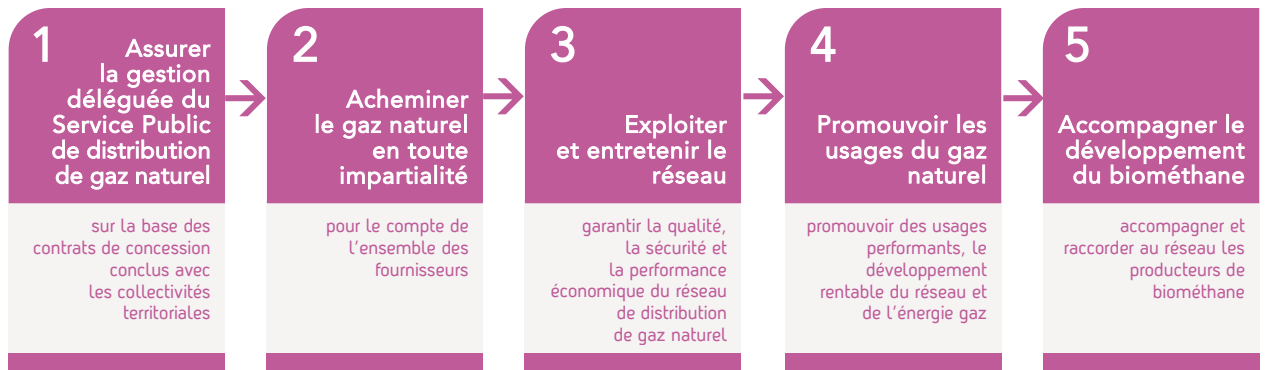 1
Assurer
la gestion
déléguée du
Service Public
de distribution
de gaz naturel
sur la base des
contrats de concession
conclus avec
les collectivités
territoriales
2
Acheminer
le gaz naturel
en toute
impartialité
pour le compte de
l'ensemble des
fournisseurs
3
Exploiter
et entretenir le
réseau
garantir la qualité,
la sécurité et
la performance
économique du réseau
de distribution
de gaz naturel
4
Promouvoir les
usages du gaz
naturel
promouvoir des usages
performants, le
développement
rentable du réseau et
de l'énergie gaz
5
Accompagner le
développement
du biométhane
accompagner et
raccorder au réseau les
producteurs de
biométhane